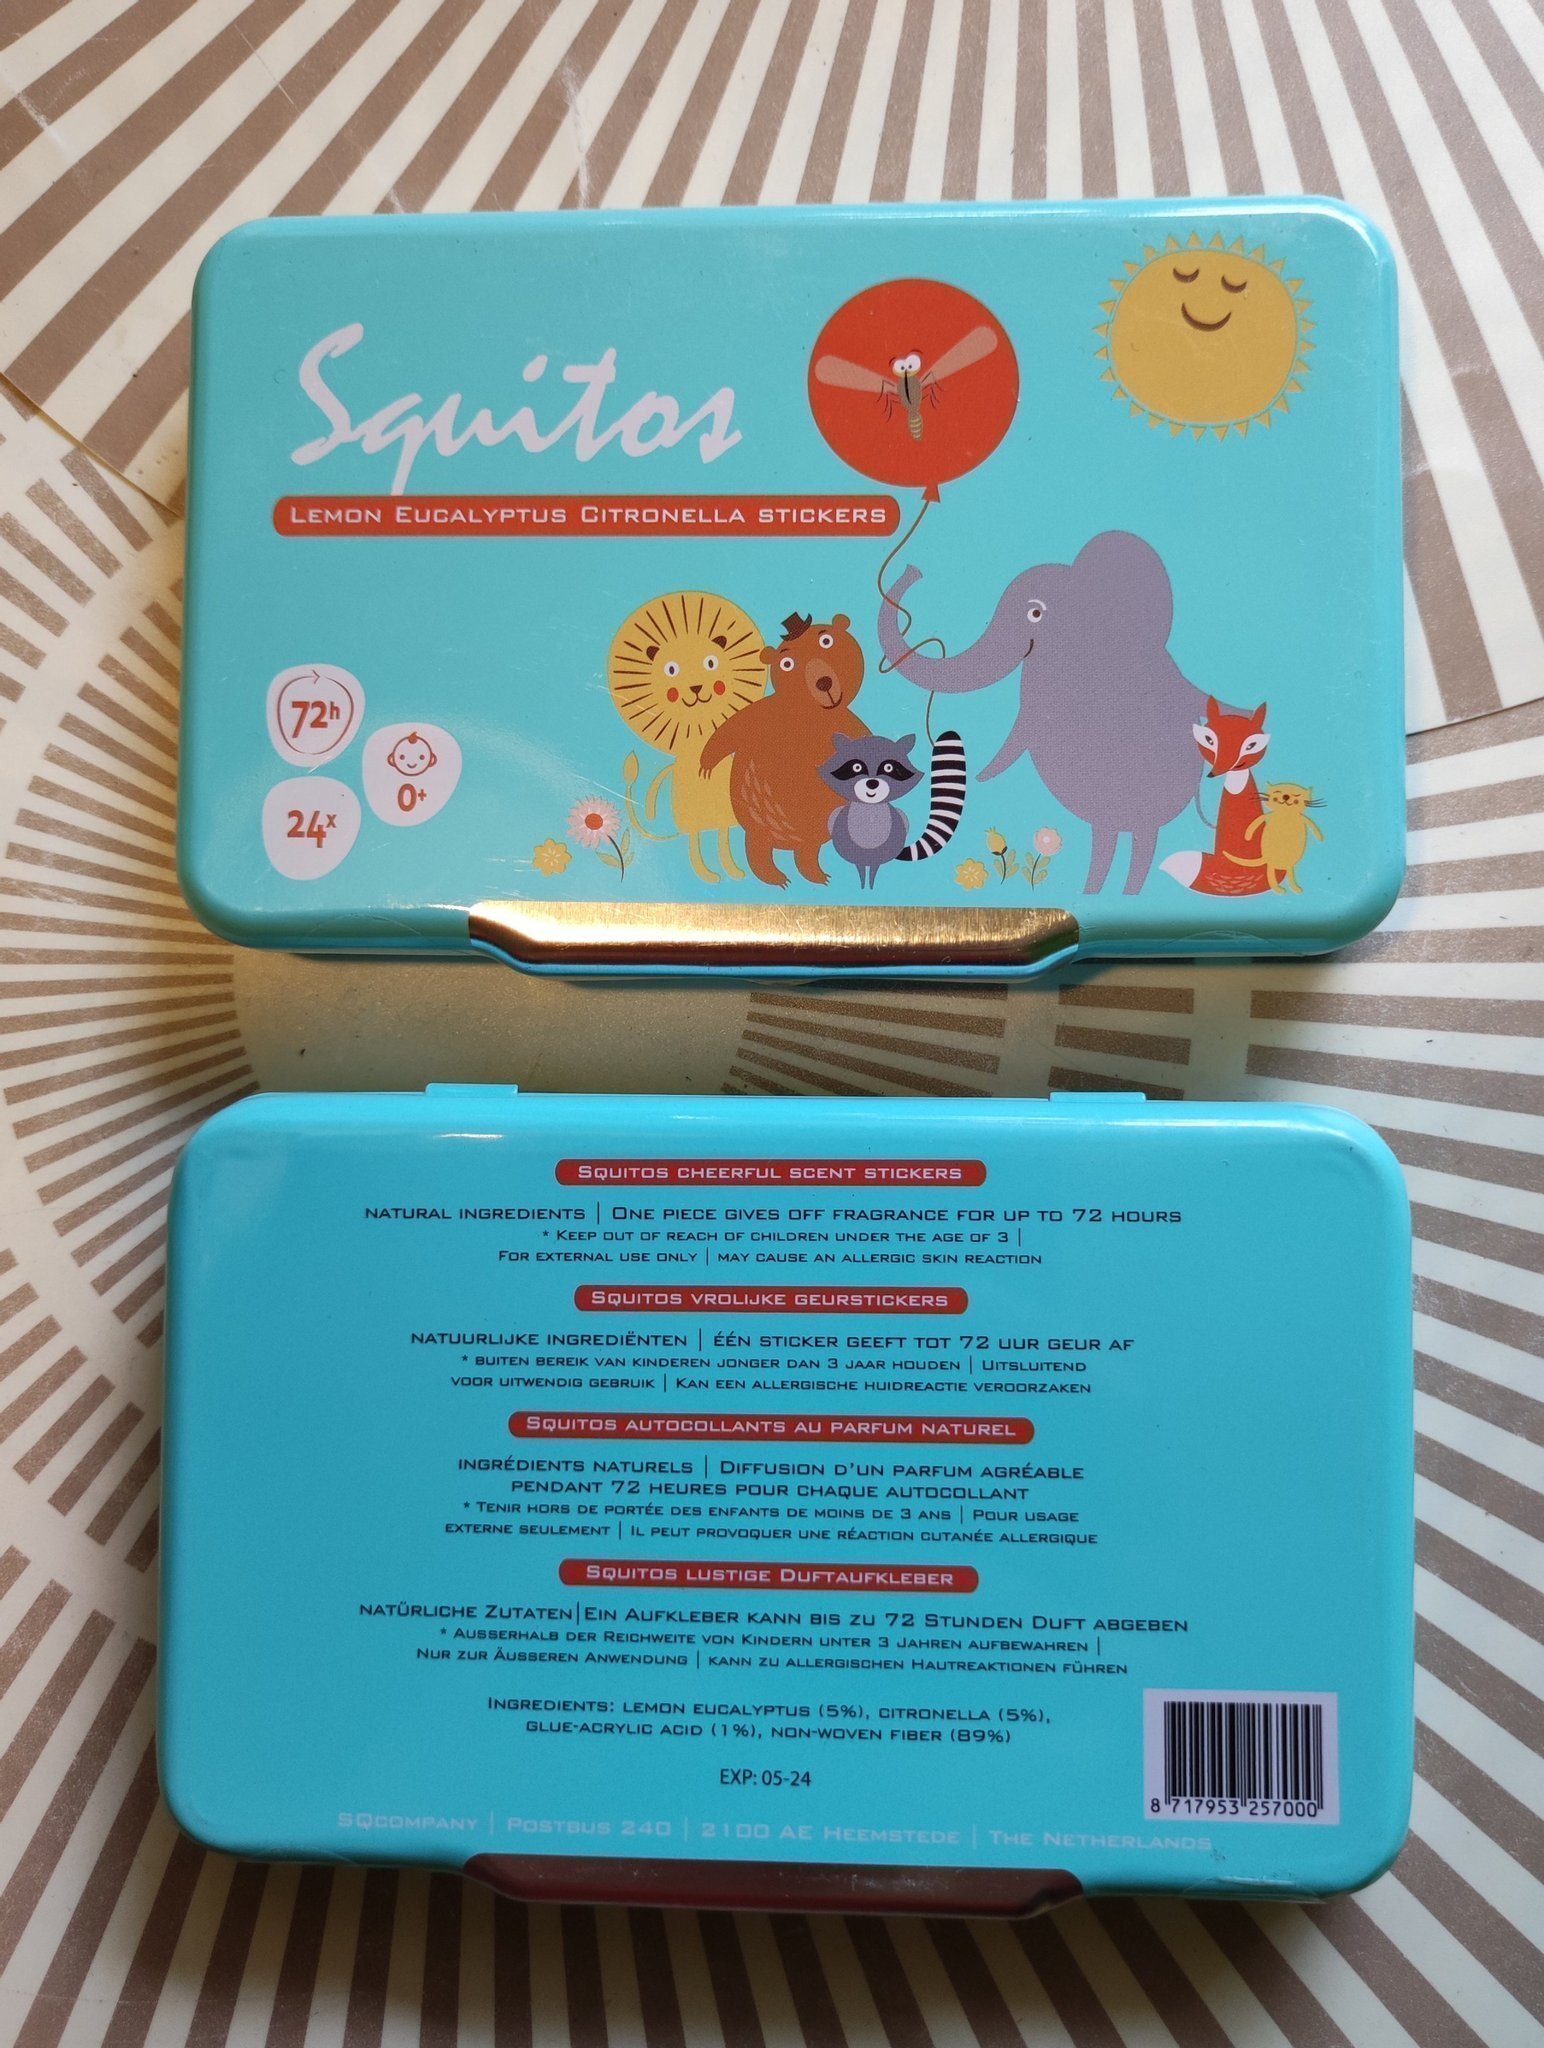 Squitos
LEMON EUCALYPTUS CITRONELLA STICKERS
72h
0+
24x
SQUITOS CHEERFUL SCENT STICKERS
NATURAL INGREDIENTS | ONE PIECE GIVES OFF FRAGRANCE FOR UP TO 72 HOURS
* KEEP OUT OF REACH OF CHILDREN UNDER THE AGE OF 3 |
FOR EXTERNAL USE ONLY | MAY CAUSE AN ALLERGIC SKIN REACTION
SQUITOS VROLIJKE GEURSTICKERS
NATUURLIJKE INGREDIËNTEN | ÉÉN STICKER GEEFT TOT 72 UUR GEUR AF
* BUITEN BEREIK VAN KINDEREN JONGER DAN 3 JAAR HOUDEN | UITSLUITEND
VOOR UITWENDIG GEBRUIK | KAN EEN ALLERGISCHE HUIDREACTIE VEROORZAKEN
SQUITOS AUTOCOLLANTS AU PARFUM NATUREL
INGRÉDIENTS NATURELS | DIFFUSION D'UN PARFUM AGRÉABLE
PENDANT 72 HEURES POUR CHAQUE AUTOCOLLANT
* TENIR HORS DE PORTÉE DES ENFANTS DE MOINS DE 3 ANS | POUR USAGE
EXTERNE SEULEMENT | IL PEUT PROVOQUER UNE RÉACTION CUTANÉE ALLERGIQUE
SQUITOS LUSTIGE DUFTAUFKLEBER
NATÜRLICHE ZUTATEN|EIN AUFKLEBER KANN BIS ZU 72 STUNDEN DUFT ABGEBEN
* AUSSERHALB DER REICHWEITE VON KINDERN UNTER 3 JAHREN AUFBEWAHREN |
NUR ZUR ÄUSSEREN ANWENDUNG | KANN ZU ALLERGISCHEN HAUTREAKTIONEN FÜHREN
INGREDIENTS: LEMON EUCALYPTUS (5%), CITRONELLA (5%),
GLUE-ACRYLIC ACID (1%), NON-WOVEN FIBER (89%)
EXP: 05-24
8 717953 257000
SQCOMPANY | POSTBUS 240 | 2100 AE HEEMSTEDE | THE NETHERLANDS